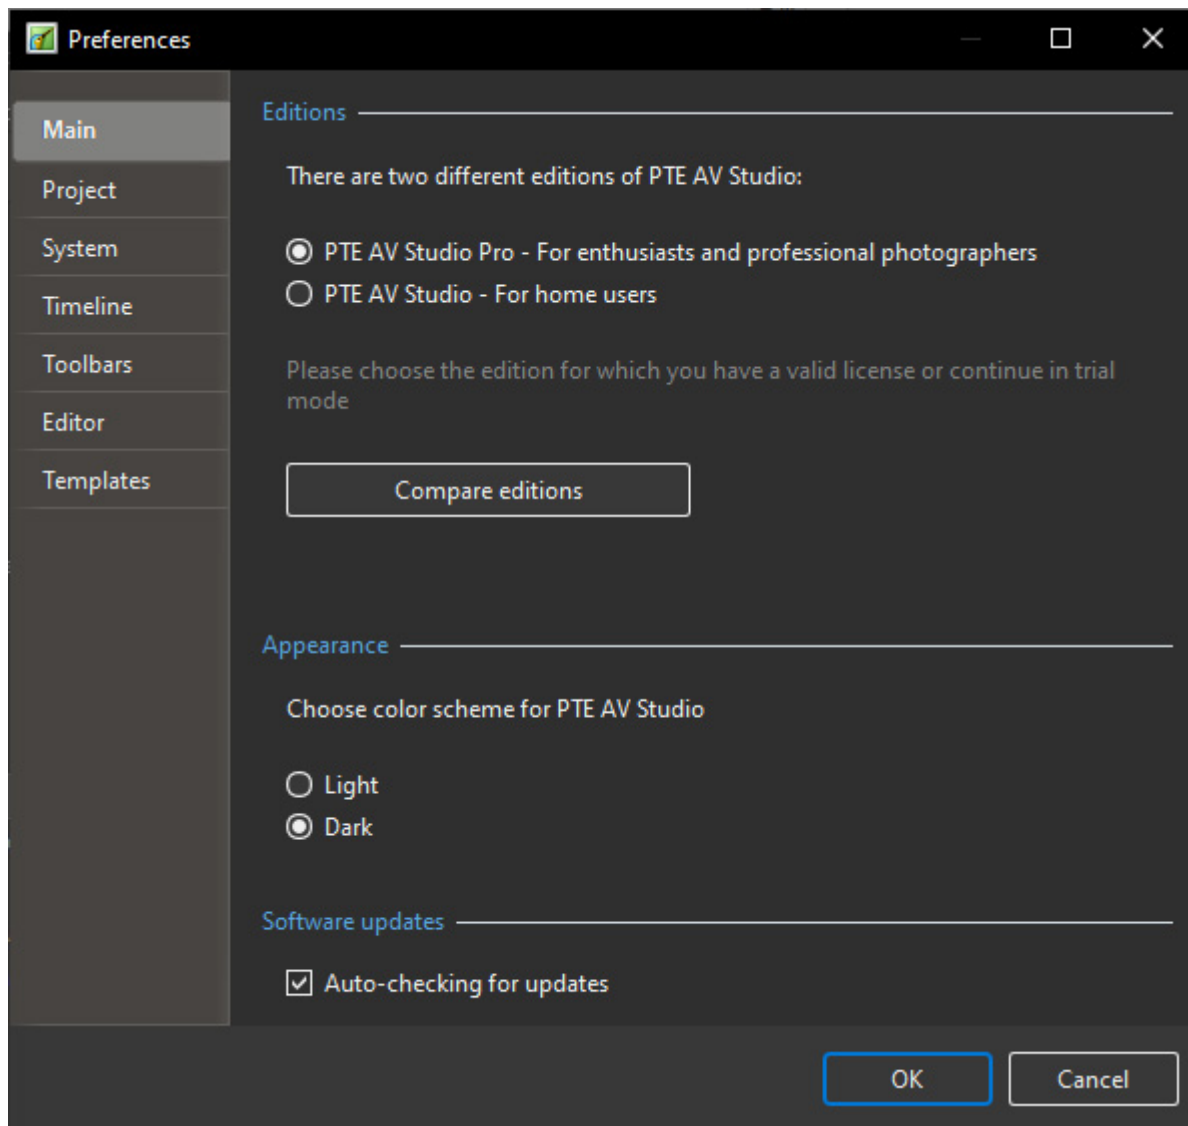 Preferences
Main
Project
System
Timeline
Toolbars
Editor
Templates
Editions
There are two different editions of PTE AV Studio:
PTE AV Studio Pro - For enthusiasts and professional photographers
PTE AV Studio - For home users
Please choose the edition for which you have a valid license or continue in trial
mode
Compare editions
Appearance
Choose color scheme for PTE AV Studio
Light
Dark
Software updates
Auto-checking for updates
OK
Cancel